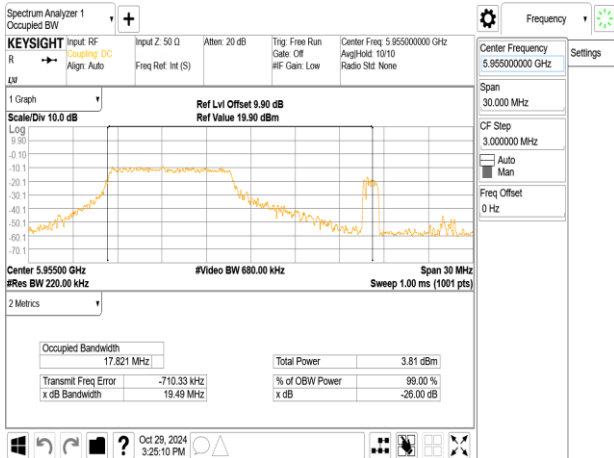 Spectrum Analyzer 1
Occupied BW
Frequency
KEYSIGHT
R
Input: RF
Coupling: DC
Align: Auto
Input Z: 50 Ω
Freq Ref: Int (S)
Atten: 20 dB
Trig: Free Run
Gate: Off
#IF Gain: Low
Center Freq: 5.955000000 GHz
Avg|Hold: 10/10
Radio Std: None
Center Frequency
5.955000000 GHz
Settings
Span
30.000 MHz
CF Step
3.000000 MHz
Auto
Man
Freq Offset
0 Hz
1 Graph
Scale/Div 10.0 dB
Ref Lvl Offset 9.90 dB
Ref Value 19.90 dBm
Log
9.90
-0.10
-10.1
-20.1
-30.1
-40.1
-50.1
-60.1
-70.1
Center 5.95500 GHz
#Video BW 680.00 kHz
Span 30 MHz
#Res BW 220.00 kHz
Sweep 1.00 ms (1001 pts)
2 Metrics
Occupied Bandwidth
17.821 MHz
Total Power
3.81 dBm
Transmit Freq Error
-710.33 kHz
% of OBW Power
99.00 %
x dB Bandwidth
19.49 MHz
x dB
-26.00 dB
?
Oct 29, 2024
3:25:10 PM